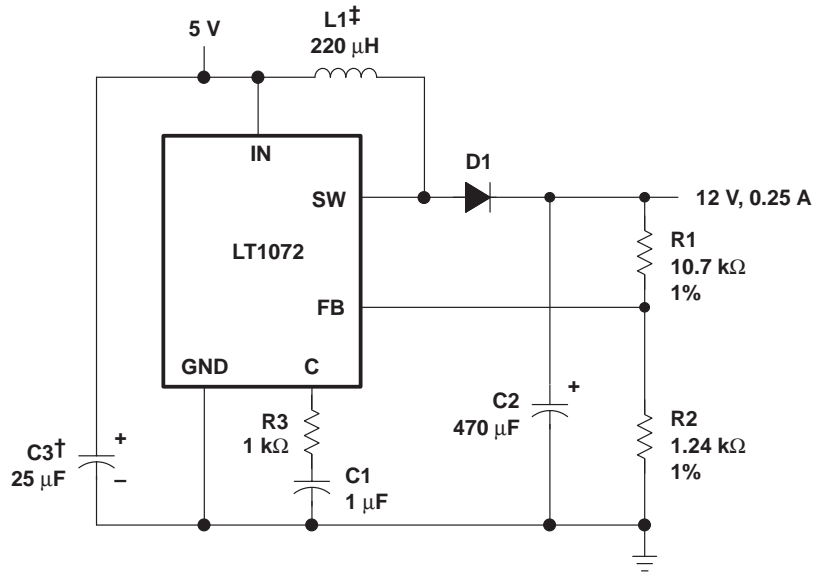 L1‡
220 μH
5 V
IN
D1
SW
12 V, 0.25 A
LT1072
R1
10.7 kΩ
1%
FB
GND
C
R3
1 kΩ
C2
470 μF
+
R2
1.24 kΩ
1%
C3†
25 μF
+
–
C1
1 μF